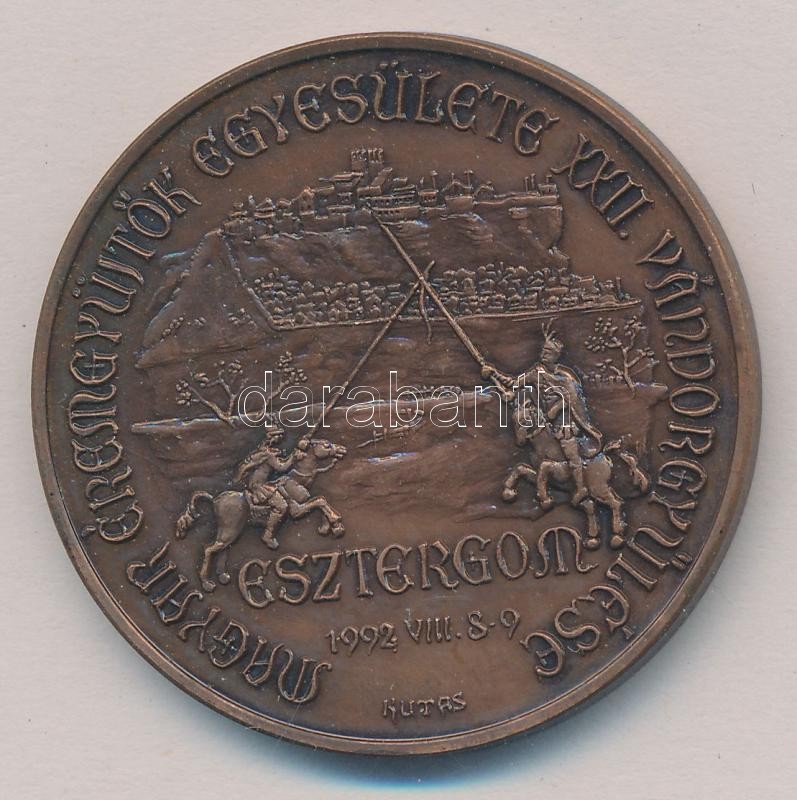 MAGYAR ÉREMGYŰJTŐK EGYESÜLETE XXII. VÁNDORGYŰLÉSE
darabanth
ESZTERGOM
1992 VIII. 8-9
KUTAS